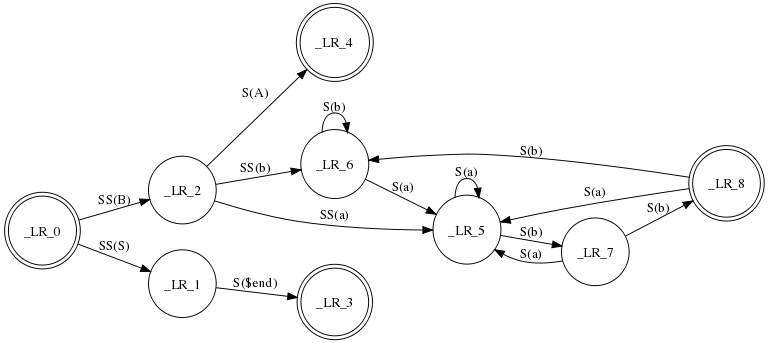 _LR_4
S(A)
S(b)
_LR_6
SS(b)
S(b)
S(a)
S(a)
S(a)
_LR_8
_LR_2
SS(B)
SS(a)
S(b)
S(b)
_LR_0
_LR_5
S(a)
_LR_7
SS(S)
_LR_1
S($end)
_LR_3